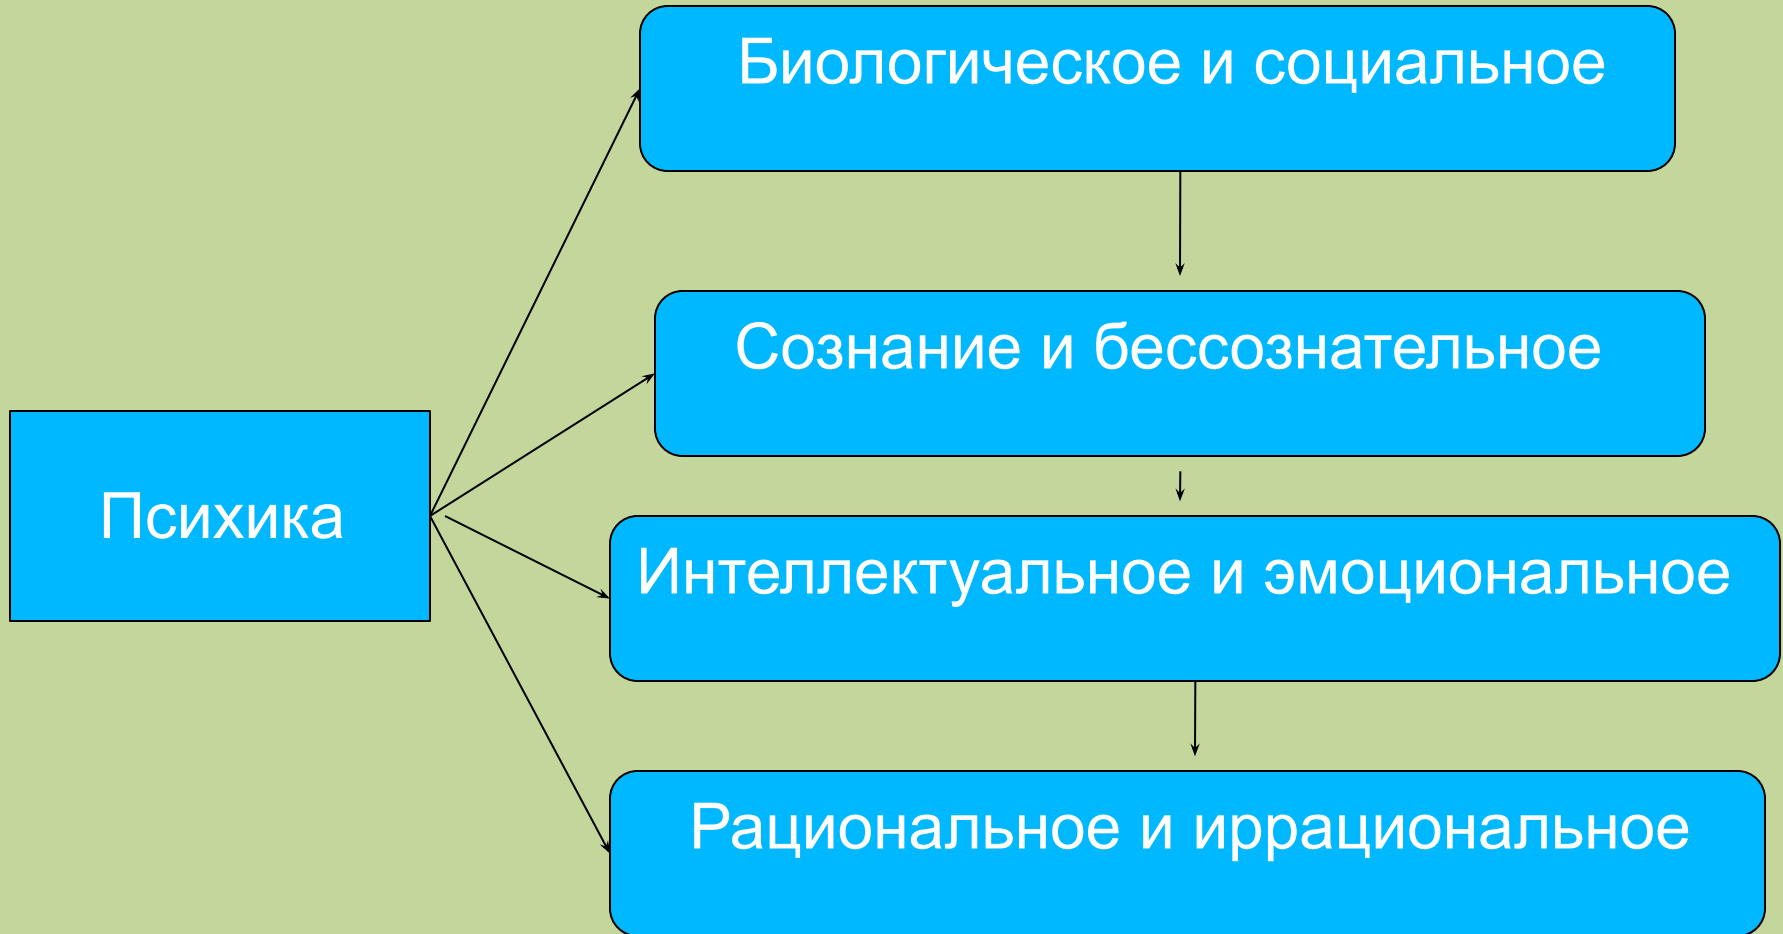 Биологическое и социальное
Сознание и бессознательное
Психика
Интеллектуальное и эмоциональное
Рациональное и иррациональное